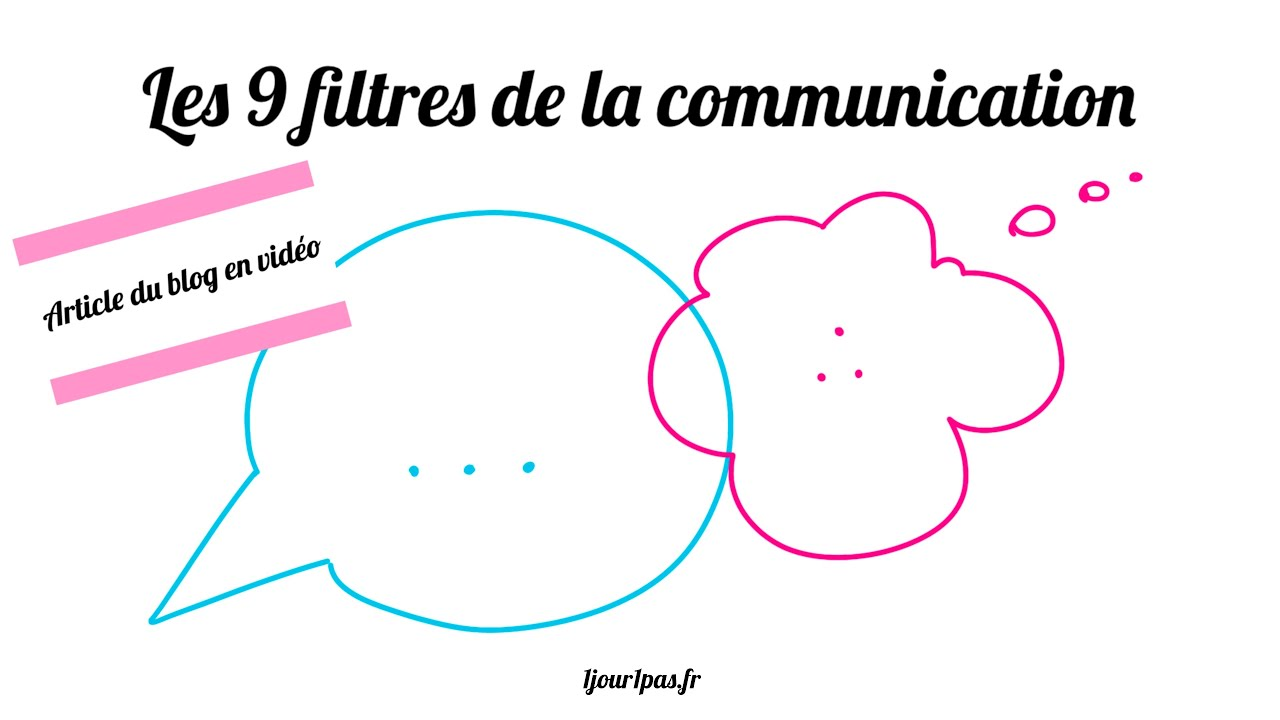 Les 9 filtres de la communication
Article du blog en vidéo
1jour1pas.fr